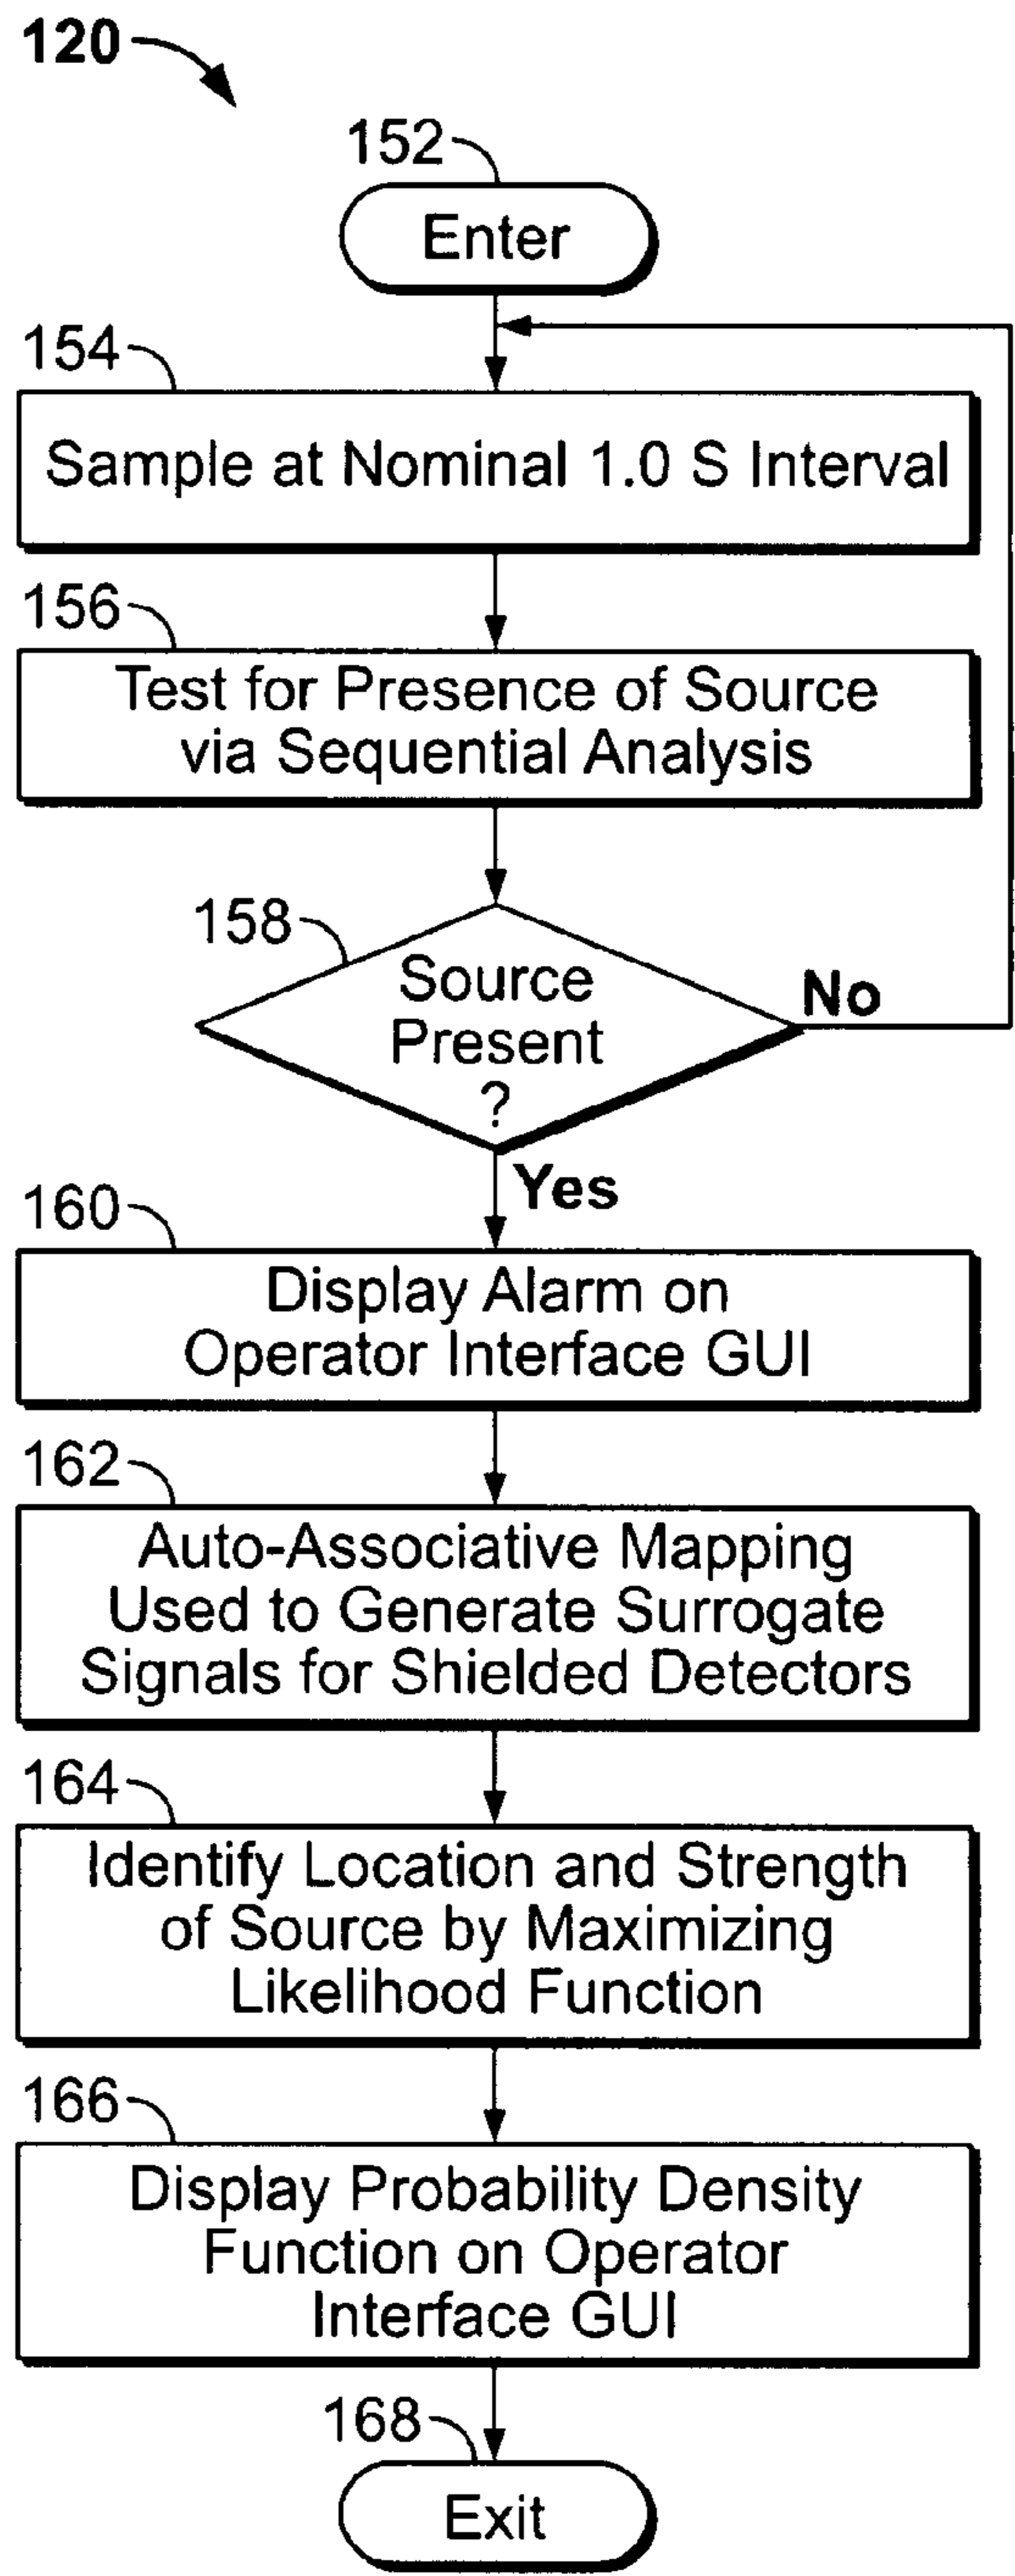 120
152
Enter
154
Sample at Nominal 1.0 S Interval
156
Test for Presence of Source
via Sequential Analysis
158
Source
Present
?
No
Yes
160
Display Alarm on
Operator Interface GUI
162
Auto-Associative Mapping
Used to Generate Surrogate
Signals for Shielded Detectors
164
Identify Location and Strength
of Source by Maximizing
Likelihood Function
166
Display Probability Density
Function on Operator
Interface GUI
168
Exit